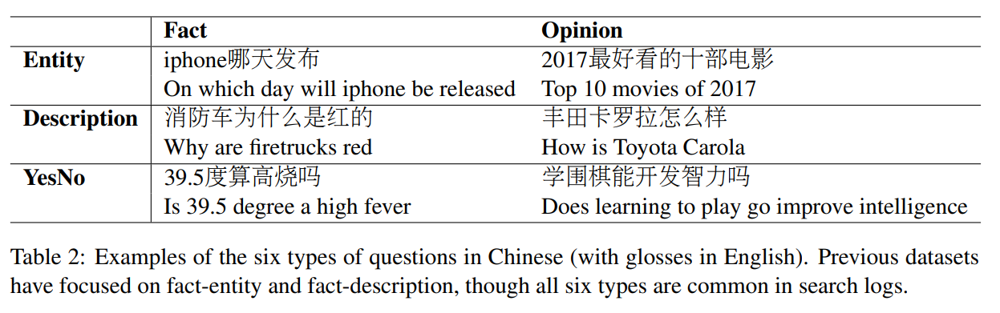 Fact Opinion
Entity iphone哪天发布 2017最好看的十部电影
On which day will iphone be released Top 10 movies of 2017
Description 消防车为什么是红的 丰田卡罗拉怎么样
Why are firetrucks red How is Toyota Carola
YesNo 39.5度算高烧吗 学围棋能开发智力吗
Is 39.5 degree a high fever Does learning to play go improve intelligence
Table 2: Examples of the six types of questions in Chinese (with glosses in English). Previous datasets
have focused on fact-entity and fact-description, though all six types are common in search logs.